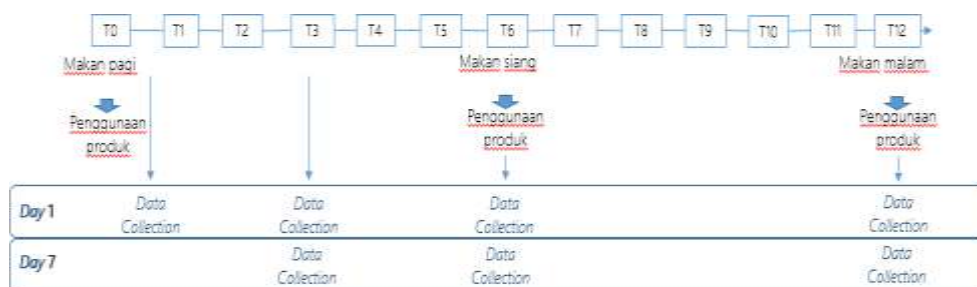 T0 T1 T2 T3 T4 T5 T6 T7 T8 T9 T10 T11 T12
Makan pagi Makan siang Makan malam
Penggunaan produk Penggunaan produk Penggunaan produk
Day 1 Data Collection Data Collection Data Collection Data Collection
Day 7 Data Collection Data Collection Data Collection